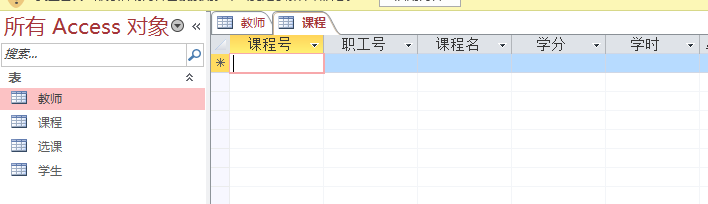 所有 Access 对象
搜索...
表
教师
课程
选课
学生
教师 课程
课程号 职工号 课程名 学分 学时